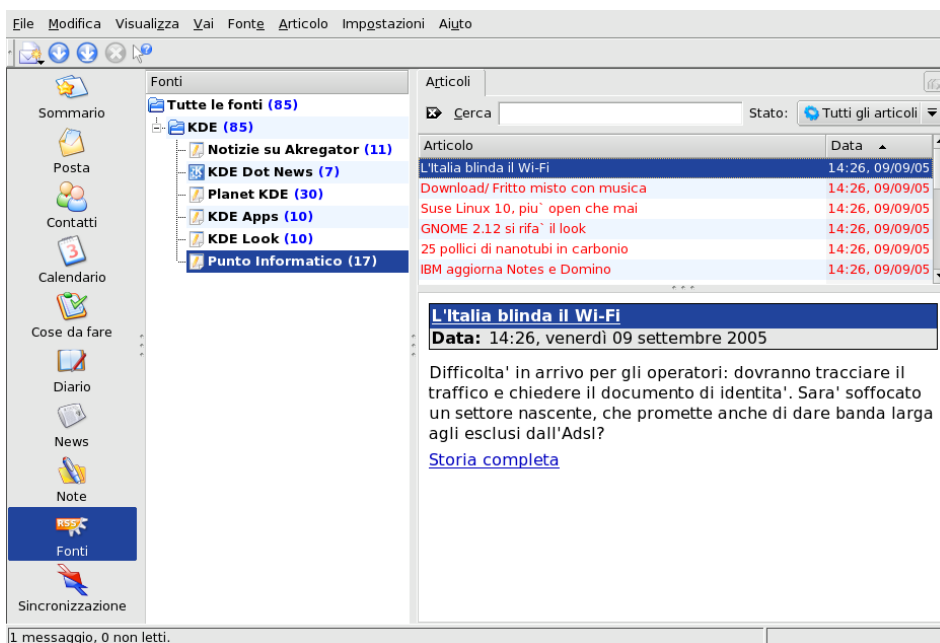 File Modifica Visualizza Vai Fonte Articolo Impostazioni Aiuto
Sommario
Posta
Contatti
3
Calendario
Cose da fare
Diario
News
Note
RSS
Fonti
Sincronizzazione
Fonti
Tutte le fonti (85)
KDE (85)
Notizie su Akregator (11)
KDE Dot News (7)
Planet KDE (30)
KDE Apps (10)
KDE Look (10)
Punto Informatico (17)
Articoli
Cerca Stato: Tutti gli articoli
Articolo Data
L'Italia blinda il Wi-Fi 14:26, 09/09/05
Download/ Fritto misto con musica 14:26, 09/09/05
Suse Linux 10, piu` open che mai 14:26, 09/09/05
GNOME 2.12 si rifa` il look 14:26, 09/09/05
25 pollici di nanotubi in carbonio 14:26, 09/09/05
IBM aggiorna Notes e Domino 14:26, 09/09/05
L'Italia blinda il Wi-Fi
Data: 14:26, venerdì 09 settembre 2005
Difficolta' in arrivo per gli operatori: dovranno tracciare il
traffico e chiedere il documento di identita'. Sara' soffocato
un settore nascente, che promette anche di dare banda larga
agli esclusi dall'Adsl?
Storia completa
1 messaggio, 0 non letti.